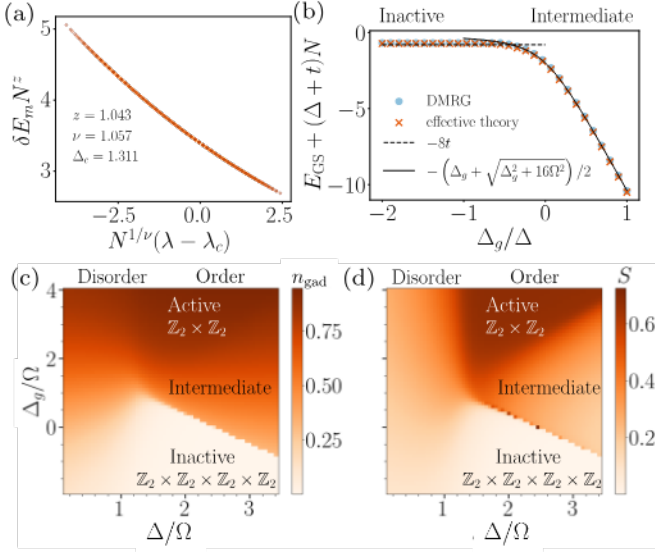 (a)
5
4
3
δE_m N^z
z = 1.043
ν = 1.057
Δ_c = 1.311
−2.5 0.0 2.5
N^{1/ν}(λ − λ_c)
(b)
Inactive Intermediate
0
−5
−10
E_GS + (Δ + t)N
DMRG
effective theory
−8t
−(Δ_g + √(Δ_g^2 + 16Ω^2))/2
−2 −1 0 1
Δ_g/Δ
(c)
Disorder Order n_gad
4
2
0
Δ_g/Ω
Active
ℤ_2 × ℤ_2
Intermediate
Inactive
ℤ_2 × ℤ_2 × ℤ_2 × ℤ_2
1 2 3
Δ/Ω
0.75
0.50
0.25
(d)
Disorder Order S
Active
ℤ_2 × ℤ_2
Intermediate
Inactive
ℤ_2 × ℤ_2 × ℤ_2 × ℤ_2
1 2 3
Δ/Ω
0.6
0.4
0.2